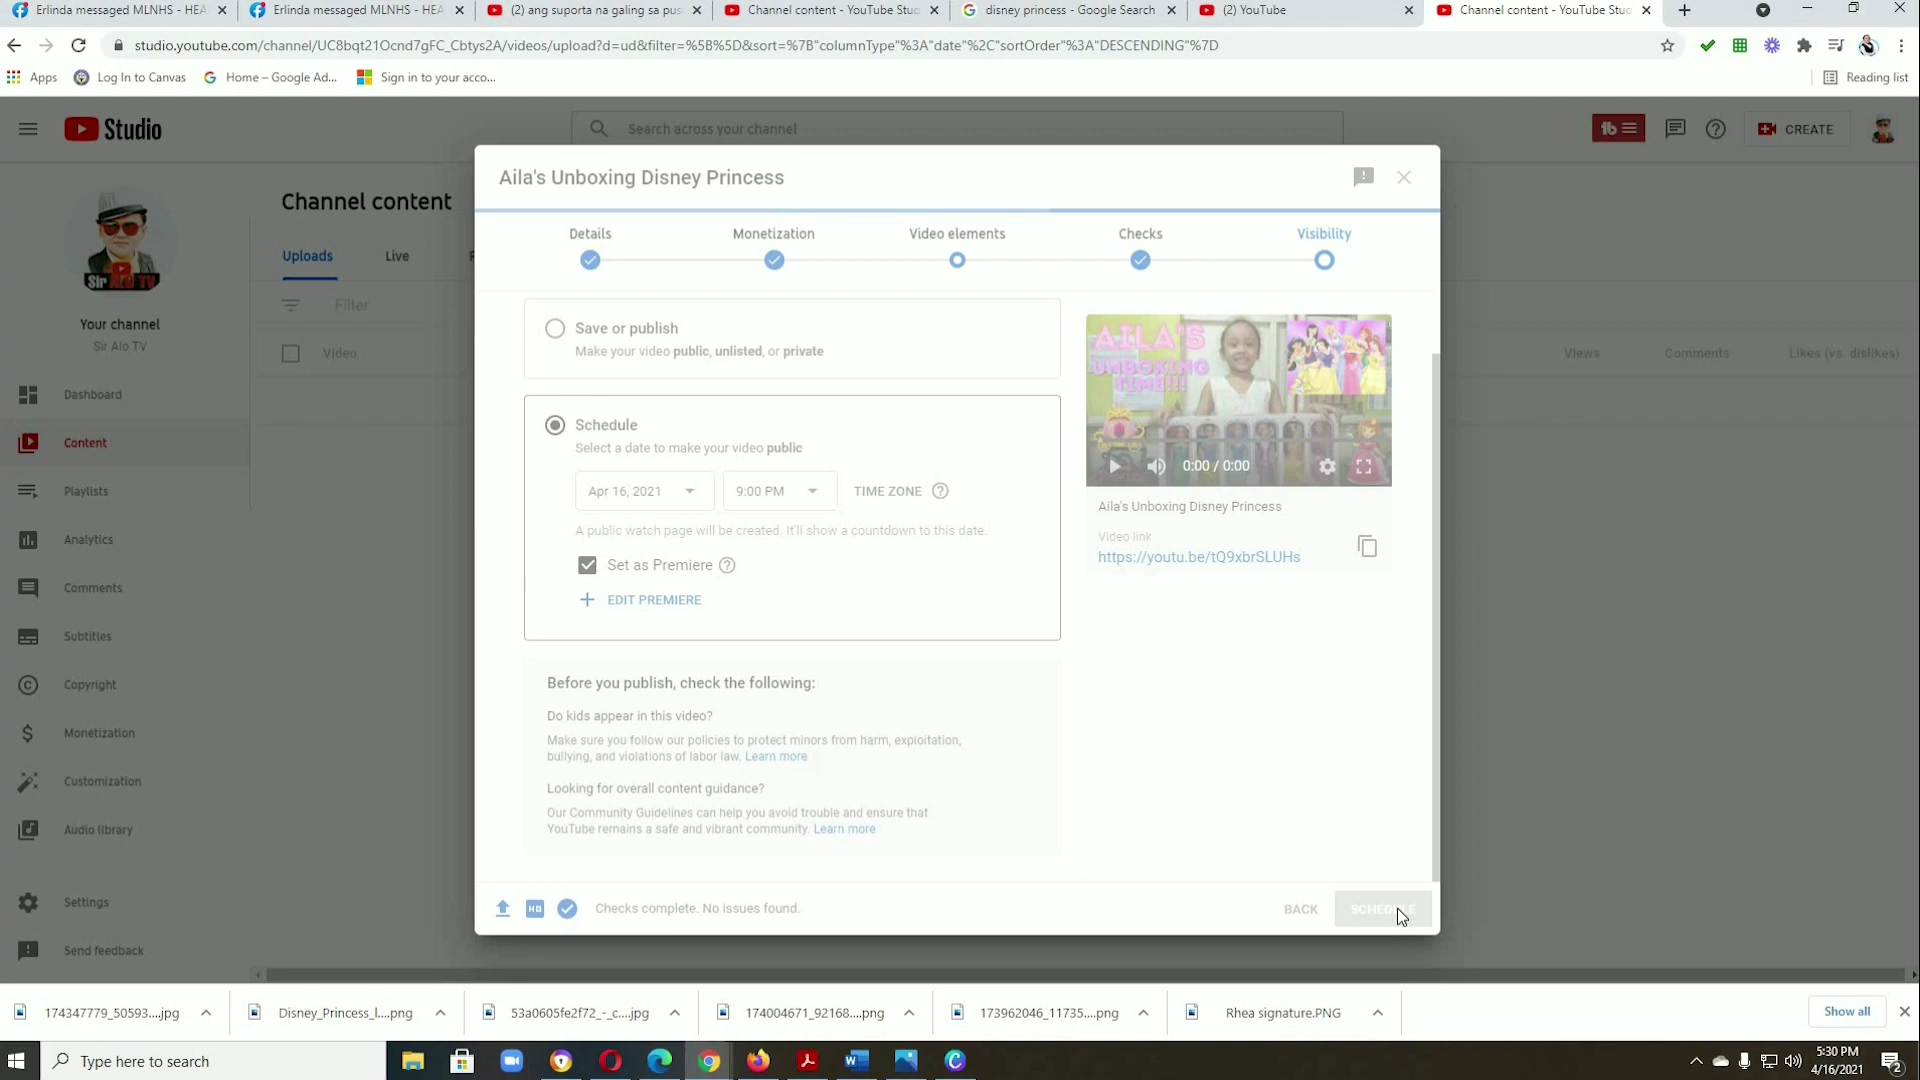 Erlinda messaged MLNHS - HEA
Erlinda messaged MLNHS - HEA
(2) ang suporta na galing sa pus
Channel content - YouTube Stu
disney princess - Google Search
(2) YouTube
Channel content - YouTube Stu
studio.youtube.com/channel/UC8bqt21Ocnd7gFC_Cbtys2A/videos/upload?d=ud&filter=%5B%5D&sort=%7B"columnType"%3A"date"%2C"sortOrder"%3A"DESCENDING"%7D
Apps
Log In to Canvas
Home – Google Ad...
Sign in to your acco...
Reading list
Studio
Search across your channel
CREATE
Sir Alo TV
Your channel
Sir Alo TV
Dashboard
Content
Playlists
Analytics
Comments
Subtitles
Copyright
Monetization
Customization
Audio library
Settings
Send feedback
Channel content
Uploads
Live
Filter
Video
Views
Comments
Likes (vs. dislikes)
Aila's Unboxing Disney Princess
Details
Monetization
Video elements
Checks
Visibility
Save or publish
Make your video public, unlisted, or private
Schedule
Select a date to make your video public
Apr 16, 2021
9:00 PM
TIME ZONE
A public watch page will be created. It'll show a countdown to this date.
Set as Premiere
EDIT PREMIERE
Before you publish, check the following:
Do kids appear in this video?
Make sure you follow our policies to protect minors from harm, exploitation,
bullying, and violations of labor law. Learn more
Looking for overall content guidance?
Our Community Guidelines can help you avoid trouble and ensure that
YouTube remains a safe and vibrant community. Learn more
AILA'S
UNBOXING
TIME!!!
0:00 / 0:00
Aila's Unboxing Disney Princess
Video link
https://youtu.be/tQ9xbrSLUHs
HD
Checks complete. No issues found.
BACK
SCHEDULE
174347779_50593....jpg
Disney_Princess_l....png
53a0605fe2f72_-_c....jpg
174004671_92168....png
173962046_11735....png
Rhea signature.PNG
Show all
Type here to search
5:30 PM
4/16/2021
2